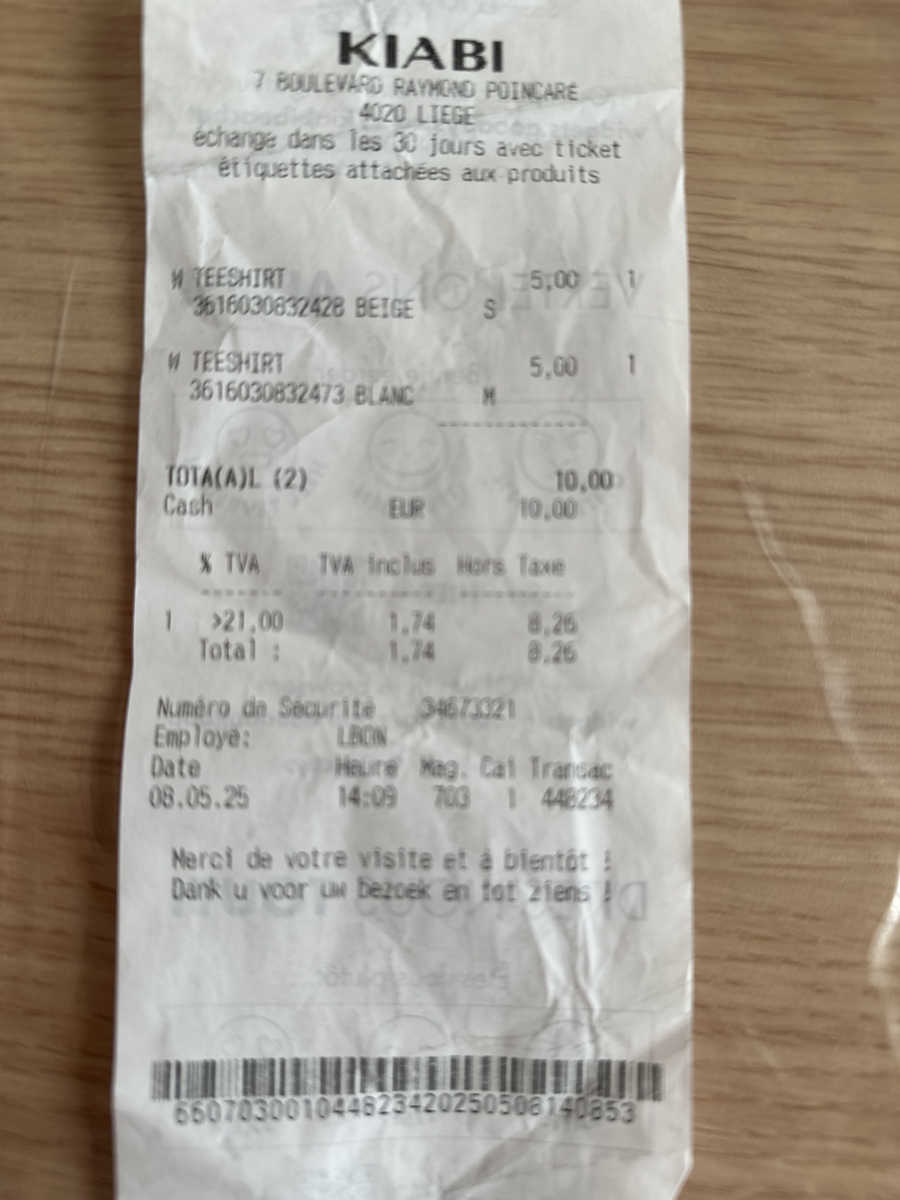 KIABI
7 BOULEVARD RAYMOND POINCARÉ
4020 LIEGE
échange dans les 30 jours avec ticket
étiquettes attachées aux produits
W TEESHIRT 5,00 1
3616030832428 BEIGE S
W TEESHIRT 5,00 1
3616030832473 BLANC M
------------
TOTA(A)L (2) 10,00
Cash EUR 10,00
% TVA TVA inclus Hors Taxe
------- ---------- ----------
1 >21,00 1,74 8,26
Total : 1,74 8,26
Numéro de Sécurité 34673321
Employé:
Date Heure Mag. Cai Transac
08.05.25 14:09 703 1 448234
Merci de votre visite et à bientôt !
Dank u voor uw bezoek en tot ziens !
660703001044823420250508140853